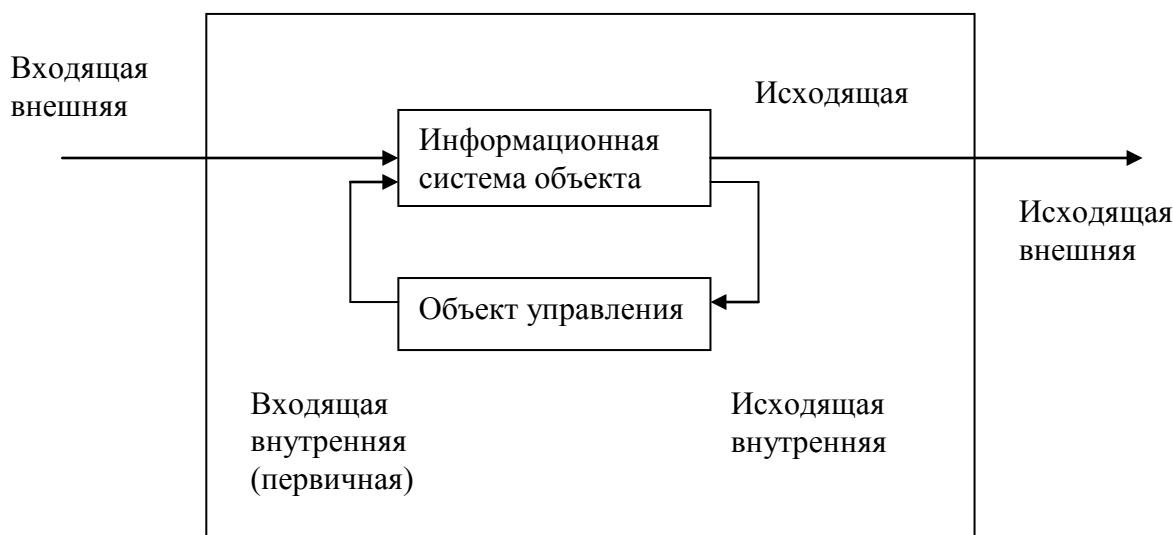 Входящая
внешняя
Исходящая
Информационная
система объекта
Исходящая
внешняя
Объект управления
Входящая
внутренняя
(первичная)
Исходящая
внутренняя